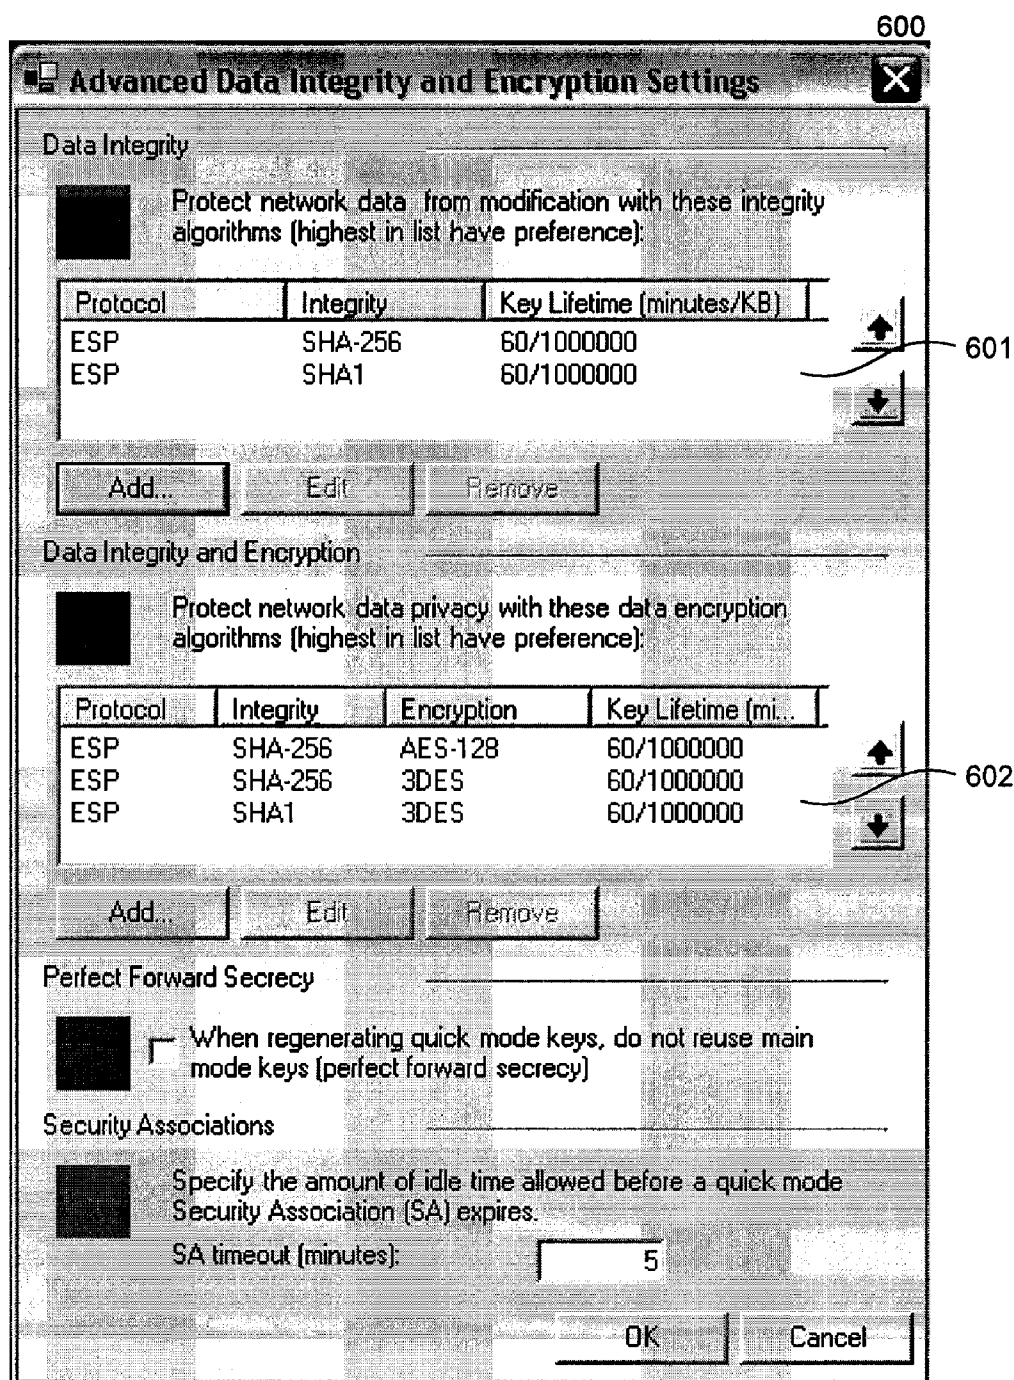 600
Advanced Data Integrity and Encryption Settings
Data Integrity
Protect network data from modification with these integrity
algorithms (highest in list have preference):
Protocol Integrity Key Lifetime (minutes/KB)
ESP SHA-256 60/1000000
601
ESP SHA1 60/1000000
Add... Edit Remove
Data Integrity and Encryption
Protect network data privacy with these data encryption
algorithms (highest in list have preference):
Protocol Integrity Encryption Key Lifetime (mi...
ESP SHA-256 AES-128 60/1000000
ESP SHA-256 3DES 60/1000000
602
ESP SHA1 3DES 60/1000000
Add... Edit Remove
Perfect Forward Secrecy
When regenerating quick mode keys, do not reuse main
mode keys (perfect forward secrecy)
Security Associations
Specify the amount of idle time allowed before a quick mode
Security Association (SA) expires.
SA timeout (minutes): 5
OK Cancel